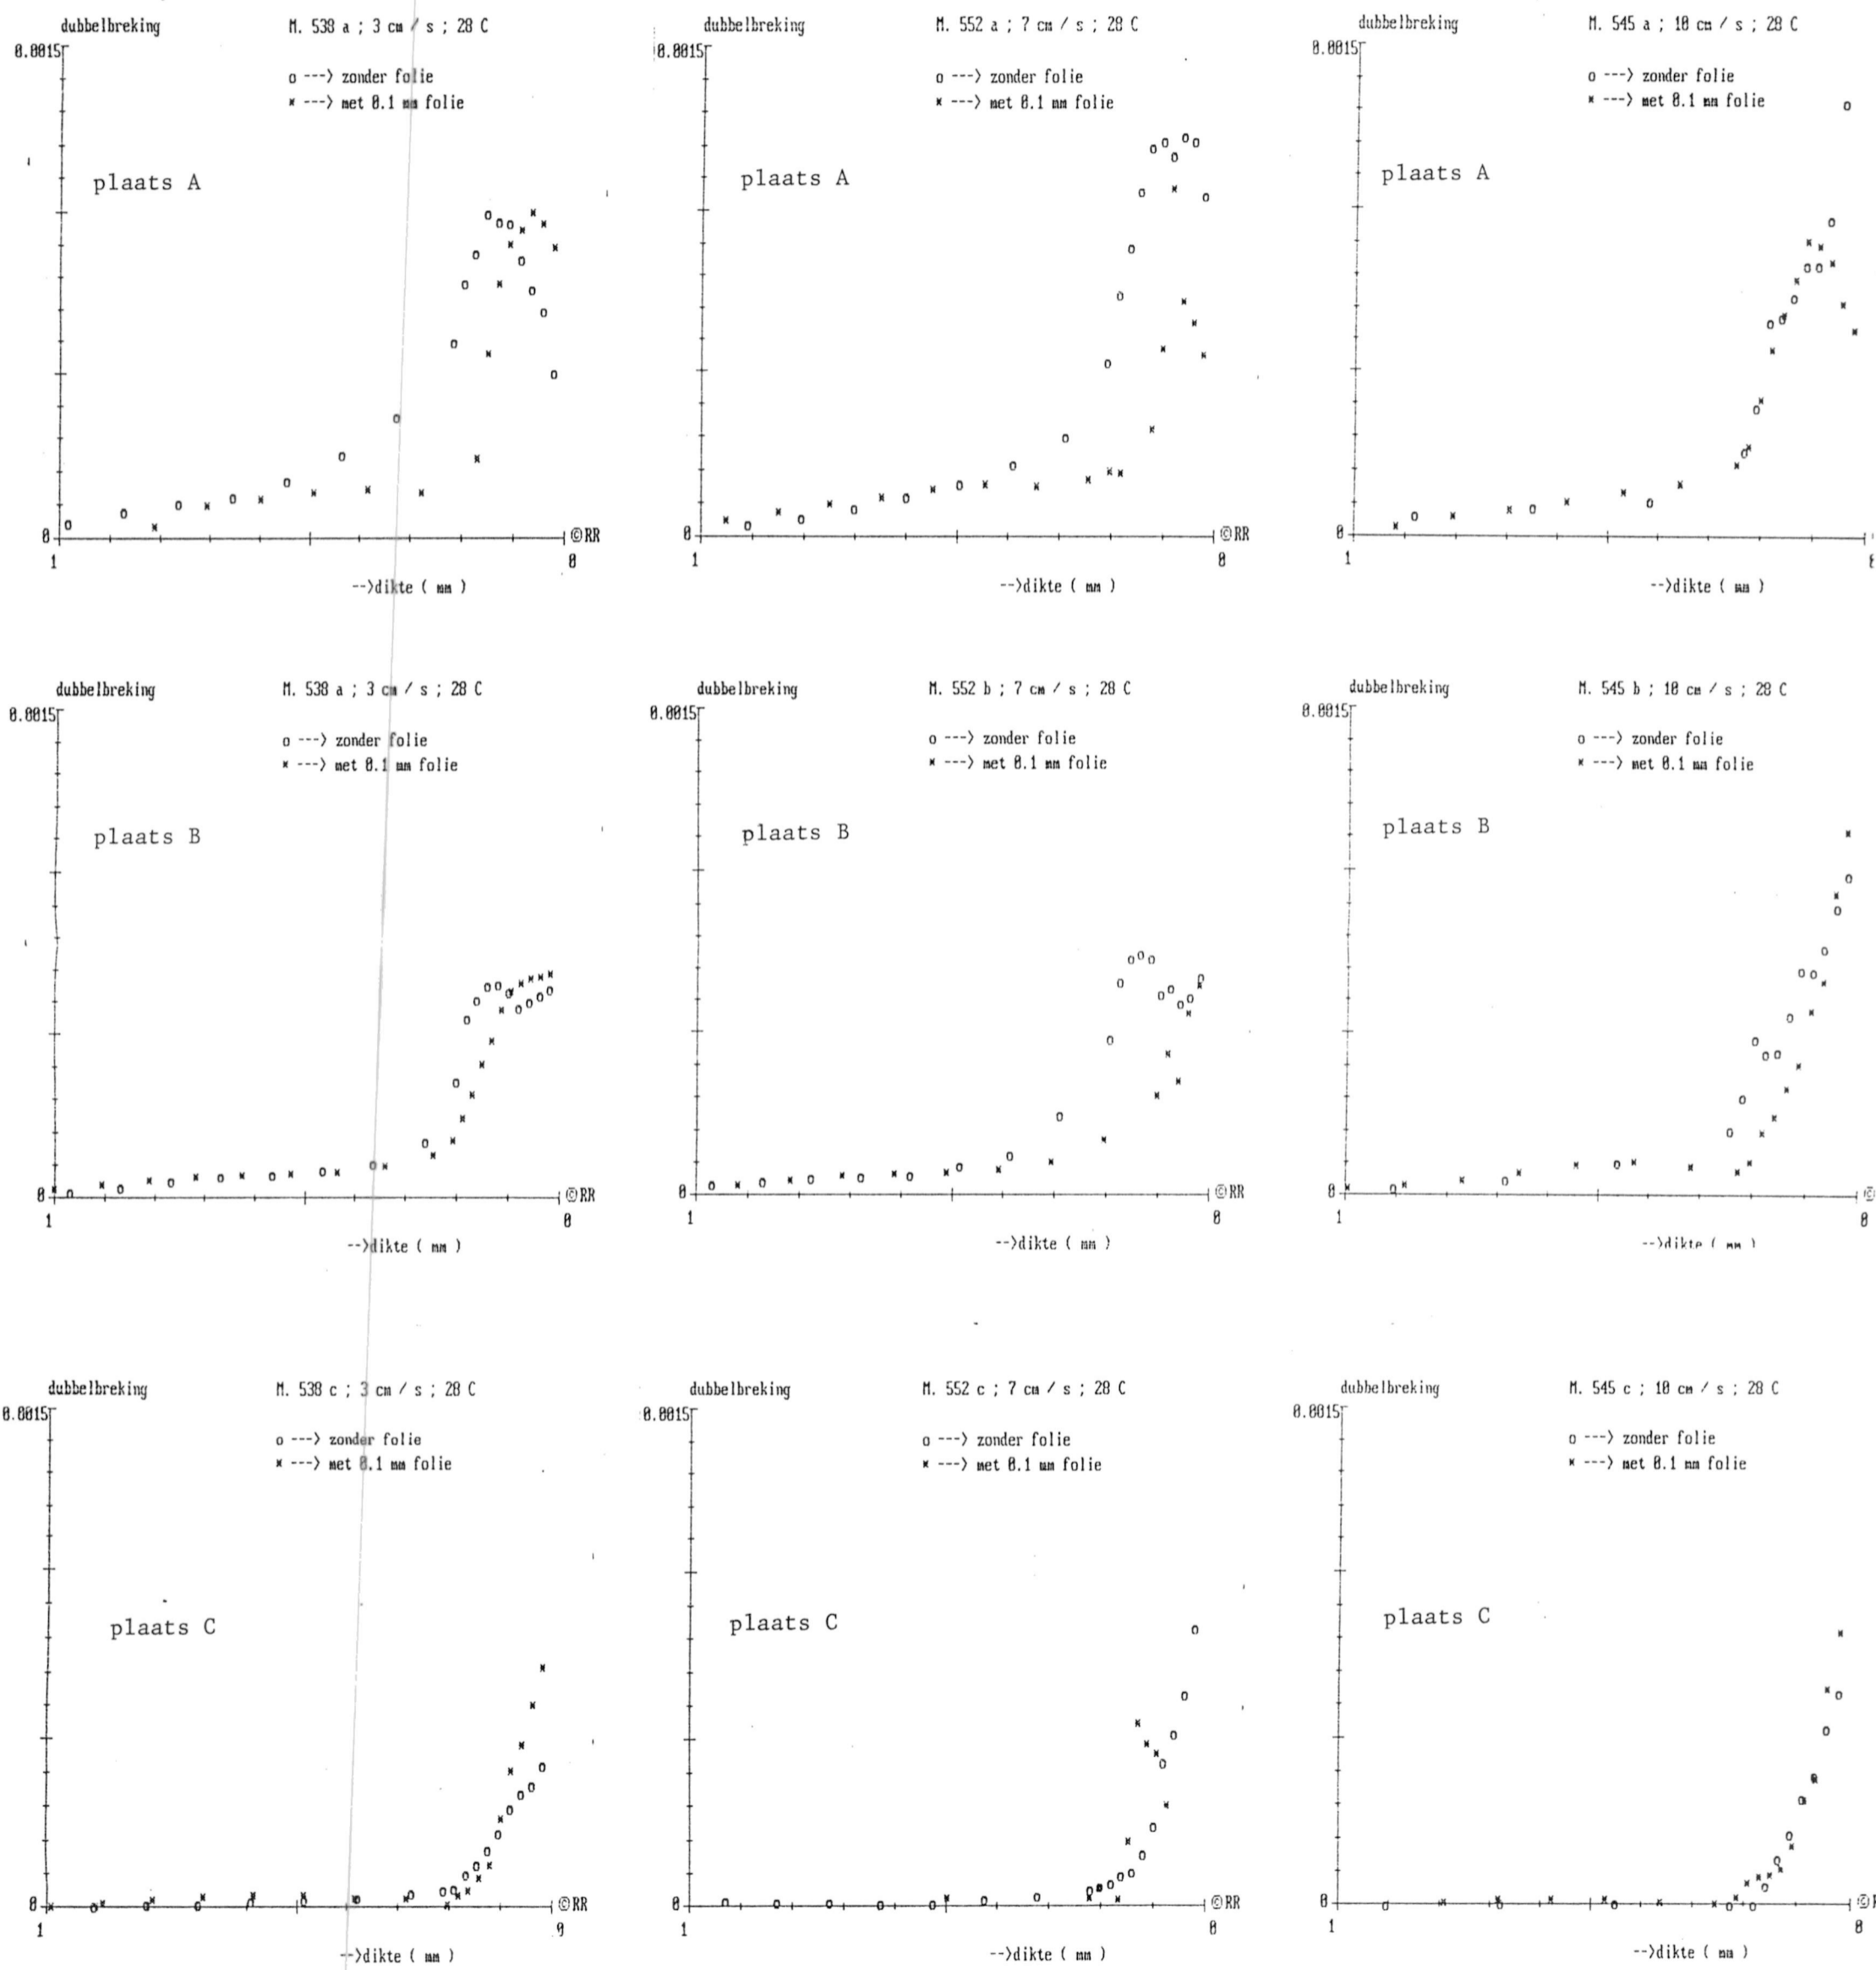 dubbelbreking M. 538 a ; 3 cm / s ; 28 C
0.0015
o ---> zonder folie
* ---> met 0.1 mm folie
plaats A
0 ©RR
1 0
-->dikte ( mm )
dubbelbreking M. 552 a ; 7 cm / s ; 28 C
0.0015
o ---> zonder folie
* ---> met 0.1 mm folie
plaats A
0 ©RR
1 0
-->dikte ( mm )
dubbelbreking M. 545 a ; 10 cm / s ; 28 C
0.0015
o ---> zonder folie
* ---> met 0.1 mm folie
plaats A
0
1
-->dikte ( mm )
dubbelbreking M. 538 a ; 3 cm / s ; 28 C
0.0015
o ---> zonder folie
* ---> met 0.1 mm folie
plaats B
0 ©RR
1 0
-->dikte ( mm )
dubbelbreking M. 552 b ; 7 cm / s ; 28 C
0.0015
o ---> zonder folie
* ---> met 0.1 mm folie
plaats B
0 ©RR
1 0
-->dikte ( mm )
dubbelbreking M. 545 b ; 10 cm / s ; 28 C
0.0015
o ---> zonder folie
* ---> met 0.1 mm folie
plaats B
0 ©
1 0
-->dikte ( mm )
dubbelbreking M. 538 c ; 3 cm / s ; 28 C
0.0015
o ---> zonder folie
* ---> met 0.1 mm folie
plaats C
0 ©RR
1 0
-->dikte ( mm )
dubbelbreking M. 552 c ; 7 cm / s ; 28 C
0.0015
o ---> zonder folie
* ---> met 0.1 mm folie
plaats C
0 ©RR
1 0
-->dikte ( mm )
dubbelbreking M. 545 c ; 10 cm / s ; 28 C
0.0015
o ---> zonder folie
* ---> met 0.1 mm folie
plaats C
0 ©
1 0
-->dikte ( mm )